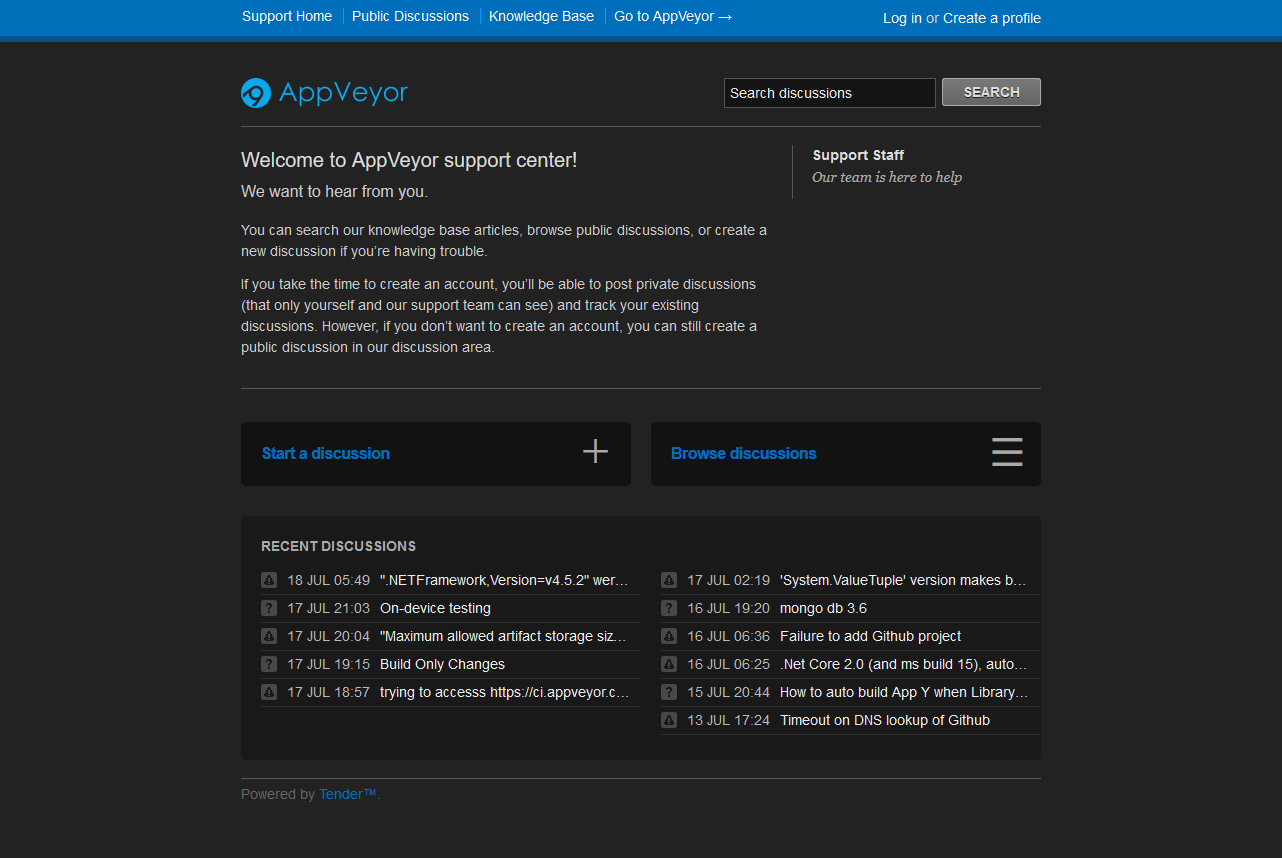 Support Home Public Discussions Knowledge Base Go to AppVeyor → Log in or Create a profile
AppVeyor
Search discussions SEARCH
Welcome to AppVeyor support center!
We want to hear from you.
You can search our knowledge base articles, browse public discussions, or create a
new discussion if you’re having trouble.
If you take the time to create an account, you’ll be able to post private discussions
(that only yourself and our support team can see) and track your existing
discussions. However, if you don’t want to create an account, you can still create a
public discussion in our discussion area.
Support Staff
Our team is here to help
Start a discussion
Browse discussions
RECENT DISCUSSIONS
18 JUL 05:49 ".NETFramework,Version=v4.5.2" wer…
17 JUL 21:03 On-device testing
17 JUL 20:04 "Maximum allowed artifact storage siz…
17 JUL 19:15 Build Only Changes
17 JUL 18:57 trying to accesss https://ci.appveyor.c…
17 JUL 02:19 'System.ValueTuple' version makes b…
16 JUL 19:20 mongo db 3.6
16 JUL 06:36 Failure to add Github project
16 JUL 06:25 .Net Core 2.0 (and ms build 15), auto…
15 JUL 20:44 How to auto build App Y when Library…
13 JUL 17:24 Timeout on DNS lookup of Github
Powered by Tender™.